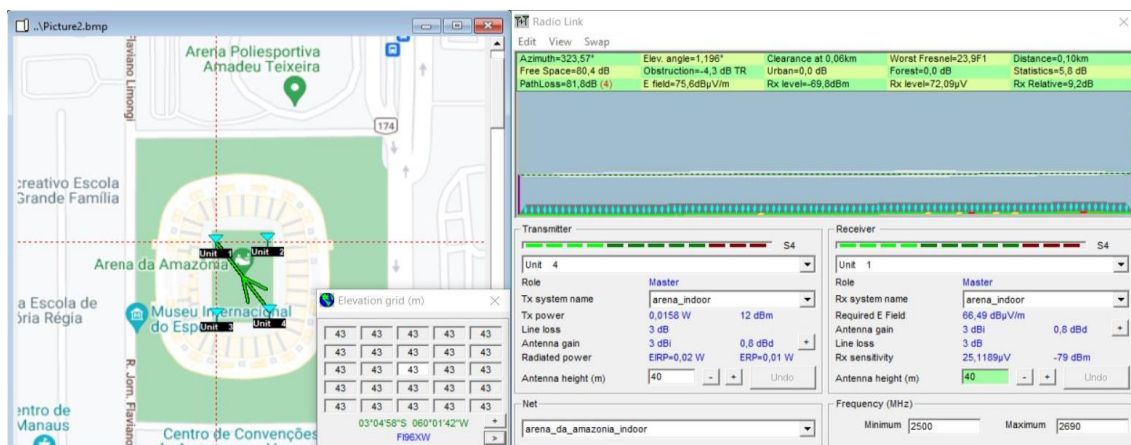 ..\Picture2.bmp
Flaviano Limongi
Arena Poliesportiva
Amadeu Teixeira
174
creativo Escola
Grande Família
Unit 1
Unit 2
Arena da Amazônia
a Escola de
ória Régia
Museu Internacional
do Esp
Unit 3
Unit 4
R. Jorn. Flaviano
entro de
Manaus
Centro de Convenções
Elevation grid (m)
43 43 43 43 43
43 43 43 43 43
43 43 43 43 43
43 43 43 43 43
43 43 43 43 43
03°04'58"S 060°01'42"W
+
FI96XW
>
Radio Link
Edit View Swap
Azimuth=323,57° Elev. angle=1,196° Clearance at 0,06km Worst Fresnel=23,9F1 Distance=0,10km
Free Space=80,4 dB Obstruction=-4,3 dB TR Urban=0,0 dB Forest=0,0 dB Statistics=5,8 dB
PathLoss=81,8dB (4) E field=75,6dBµV/m Rx level=-69,8dBm Rx level=72,09µV Rx Relative=9,2dB
Transmitter
S4
Unit 4
Role Master
Tx system name arena_indoor
Tx power 0,0158 W 12 dBm
Line loss 3 dB
Antenna gain 3 dBi 0,8 dBd +
Radiated power EIRP=0,02 W ERP=0,01 W
Antenna height (m) 40 - + Undo
Net
arena_da_amazonia_indoor
Receiver
S4
Unit 1
Role Master
Rx system name arena_indoor
Required E Field 66,49 dBµV/m
Antenna gain 3 dBi 0,8 dBd +
Line loss 3 dB
Rx sensitivity 25,1189µV -79 dBm
Antenna height (m) 40 - + Undo
Frequency (MHz)
Minimum 2500 Maximum 2690